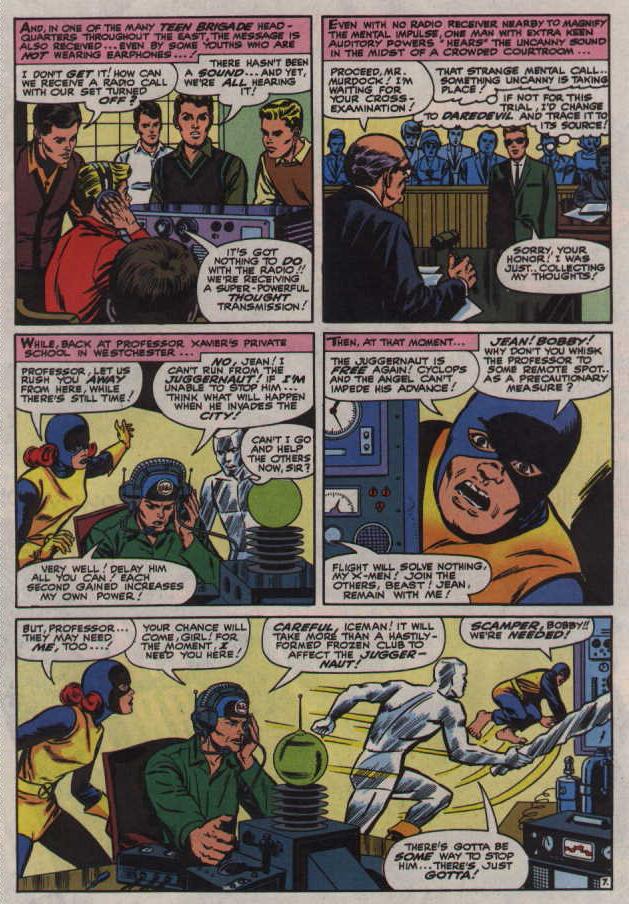 AND, IN ONE OF THE MANY TEEN BRIGADE HEAD-
QUARTERS THROUGHOUT THE EAST, THE MESSAGE IS
ALSO RECEIVED... EVEN BY SOME YOUTHS WHO ARE
NOT WEARING EARPHONES...!
I DON'T GET IT! HOW CAN
WE RECEIVE A RADIO CALL
WITH OUR SET TURNED
OFF?
THERE HASN'T BEEN
A SOUND... AND YET,
WE'RE ALL HEARING
IT!
IT'S GOT
NOTHING TO DO
WITH THE RADIO!!
WE'RE RECEIVING
A SUPER-POWERFUL
THOUGHT
TRANSMISSION!
EVEN WITH NO RADIO RECEIVER NEARBY TO MAGNIFY
THE MENTAL IMPULSE, ONE MAN WITH EXTRA KEEN
AUDITORY POWERS "HEARS" THE UNCANNY SOUND
IN THE MIDST OF A CROWDED COURTROOM...
PROCEED, MR.
MURDOCK! I'M
WAITING FOR
YOUR CROSS-
EXAMINATION!
THAT STRANGE MENTAL CALL..
SOMETHING UNCANNY IS TAKING
PLACE!
IF NOT FOR THIS
TRIAL, I'D CHANGE
TO DAREDEVIL AND TRACE IT TO
ITS SOURCE!
SORRY, YOUR
HONOR! I WAS
JUST.. COLLECTING
MY THOUGHTS!
WHILE, BACK AT PROFESSOR XAVIER'S PRIVATE
SCHOOL IN WESTCHESTER...
PROFESSOR, LET US
RUSH YOU AWAY
FROM HERE, WHILE
THERE'S STILL TIME!
NO, JEAN! I
CAN'T RUN FROM THE
JUGGERNAUT! IF I'M
UNABLE TO STOP HIM...
THINK WHAT WILL HAPPEN
WHEN HE INVADES THE
CITY!
CAN'T I GO
AND HELP
THE OTHERS
NOW, SIR?
VERY WELL! DELAY HIM
ALL YOU CAN! EACH
SECOND GAINED INCREASES
MY OWN POWER!
THEN, AT THAT MOMENT...
THE JUGGERNAUT IS
FREE AGAIN! CYCLOPS
AND THE ANGEL CAN'T
IMPEDE HIS ADVANCE!
JEAN! BOBBY!
WHY DON'T YOU WHISK
THE PROFESSOR TO
SOME REMOTE SPOT..
AS A PRECAUTIONARY
MEASURE?
FLIGHT WILL SOLVE NOTHING,
MY X-MEN! JOIN THE
OTHERS, BEAST! JEAN,
REMAIN WITH ME!
BUT, PROFESSOR...
THEY MAY NEED
ME, TOO...!
YOUR CHANCE WILL
COME, GIRL! FOR
THE MOMENT, I
NEED YOU HERE!
CAREFUL, ICEMAN! IT WILL
TAKE MORE THAN A HASTILY-
FORMED FROZEN CLUB TO
AFFECT THE JUGGER-
NAUT!
SCAMPER, BOBBY!!
WE'RE NEEDED!
THERE'S GOTTA BE
SOME WAY TO STOP
HIM... THERE'S JUST
GOTTA!
7.